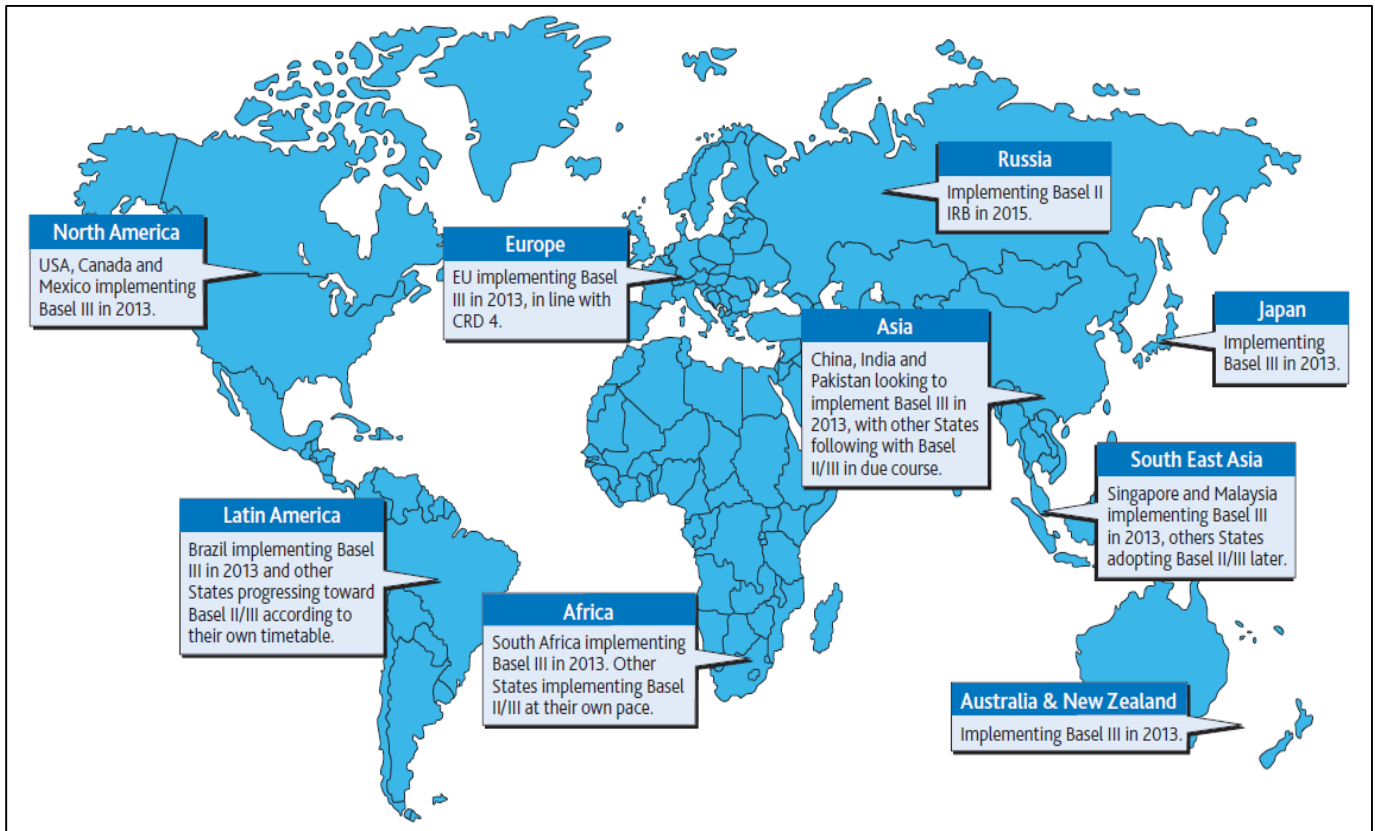 North America
USA, Canada and
Mexico implementing
Basel III in 2013.
Europe
EU implementing Basel
III in 2013, in line with
CRD 4.
Russia
Implementing Basel II
IRB in 2015.
Asia
China, India and
Pakistan looking to
implement Basel III in
2013, with other States
following with Basel
II/III in due course.
Japan
Implementing
Basel III in 2013.
South East Asia
Singapore and Malaysia
implementing Basel III
in 2013, others States
adopting Basel II/III later.
Latin America
Brazil implementing Basel
III in 2013 and other
States progressing toward
Basel II/III according to
their own timetable.
Africa
South Africa implementing
Basel III in 2013. Other
States implementing Basel
II/III at their own pace.
Australia & New Zealand
Implementing Basel III in 2013.